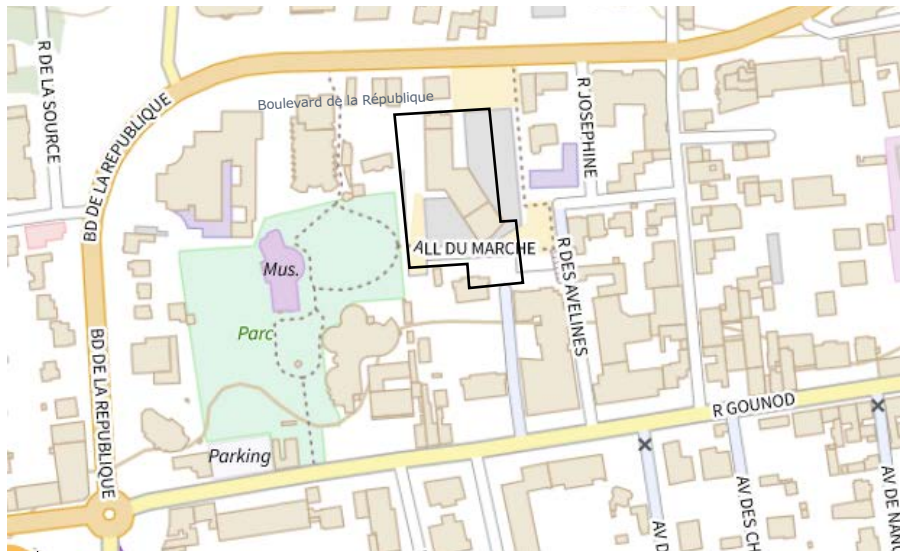 R DE LA SOURCE
BD DE LA REPUBLIQUE
Boulevard de la République
R JOSEPHINE
ALL DU MARCHE
R DES AVELINES
Mus.
Parc
BD DE LA REPUBLIQUE
R GOUNOD
Parking
AV D
AV DES CH
AV DE NANC